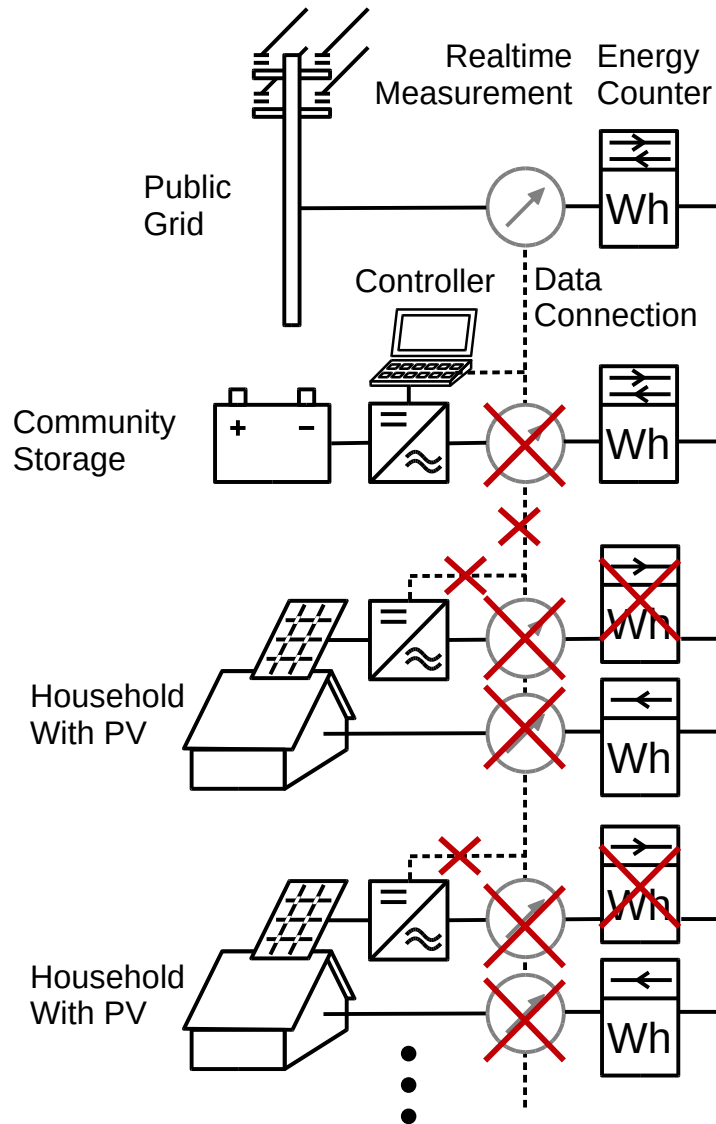 Realtime Energy
Measurement Counter
Public
Grid
Wh
Controller
Data
Connection
Community
Storage
+ −
Wh
Wh
Household
With PV
Wh
Wh
Household
With PV
Wh